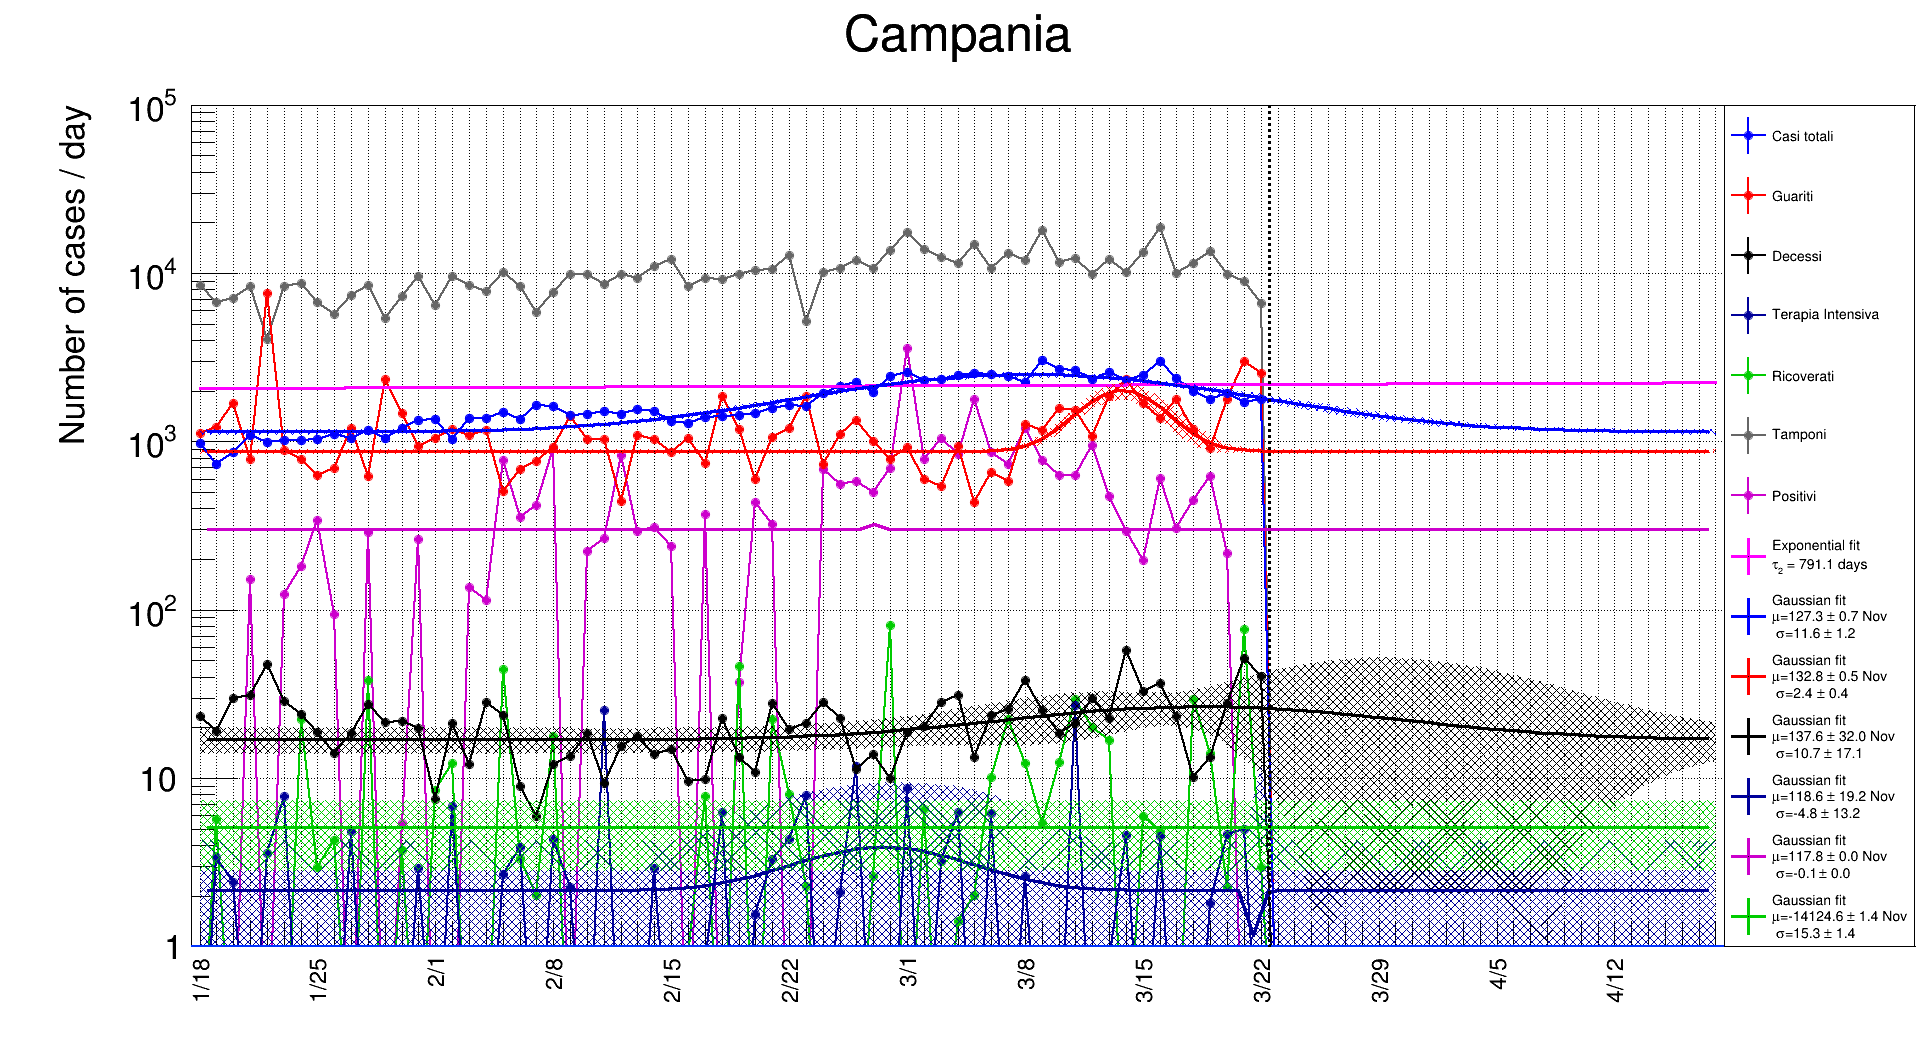 Campania
Number of cases / day
10^5
10^4
10^3
10^2
10
1
1/18
1/25
2/1
2/8
2/15
2/22
3/1
3/8
3/15
3/22
3/29
4/5
4/12
Casi totali
Guariti
Decessi
Terapia Intensiva
Ricoverati
Tamponi
Positivi
Exponential fit
τ₂ = 791.1 days
Gaussian fit
μ=127.3 ± 0.7 Nov
σ=11.6 ± 1.2
Gaussian fit
μ=132.8 ± 0.5 Nov
σ=2.4 ± 0.4
Gaussian fit
μ=137.6 ± 32.0 Nov
σ=10.7 ± 17.1
Gaussian fit
μ=118.6 ± 19.2 Nov
σ=-4.8 ± 13.2
Gaussian fit
μ=117.8 ± 0.0 Nov
σ=-0.1 ± 0.0
Gaussian fit
μ=-14124.6 ± 1.4 Nov
σ=15.3 ± 1.4